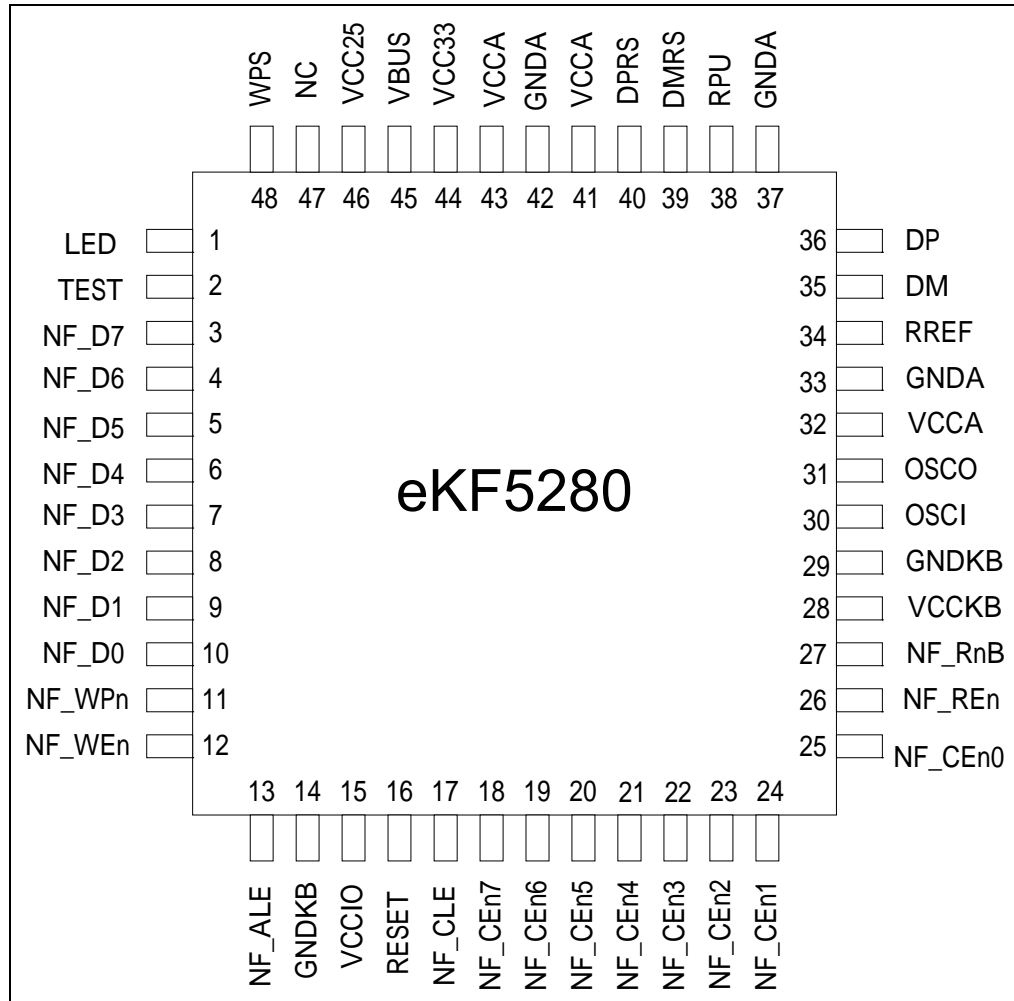 WPS NC VCC25 VBUS VCC33 VCCA GNDA VCCA DPRS DMRS RPU GNDA
48 47 46 45 44 43 42 41 40 39 38 37
LED 1 36 DP
TEST 2 35 DM
NF_D7 3 34 RREF
NF_D6 4 33 GNDA
NF_D5 5 32 VCCA
NF_D4 6 31 OSCO
eKF5280
NF_D3 7 30 OSCI
NF_D2 8 29 GNDKB
NF_D1 9 28 VCCKB
NF_D0 10 27 NF_RnB
NF_WPn 11 26 NF_REn
NF_WEn 12 25 NF_CEn0
13 14 15 16 17 18 19 20 21 22 23 24
NF_ALE GNDKB VCCIO RESET NF_CLE NF_CEn7 NF_CEn6 NF_CEn5 NF_CEn4 NF_CEn3 NF_CEn2 NF_CEn1